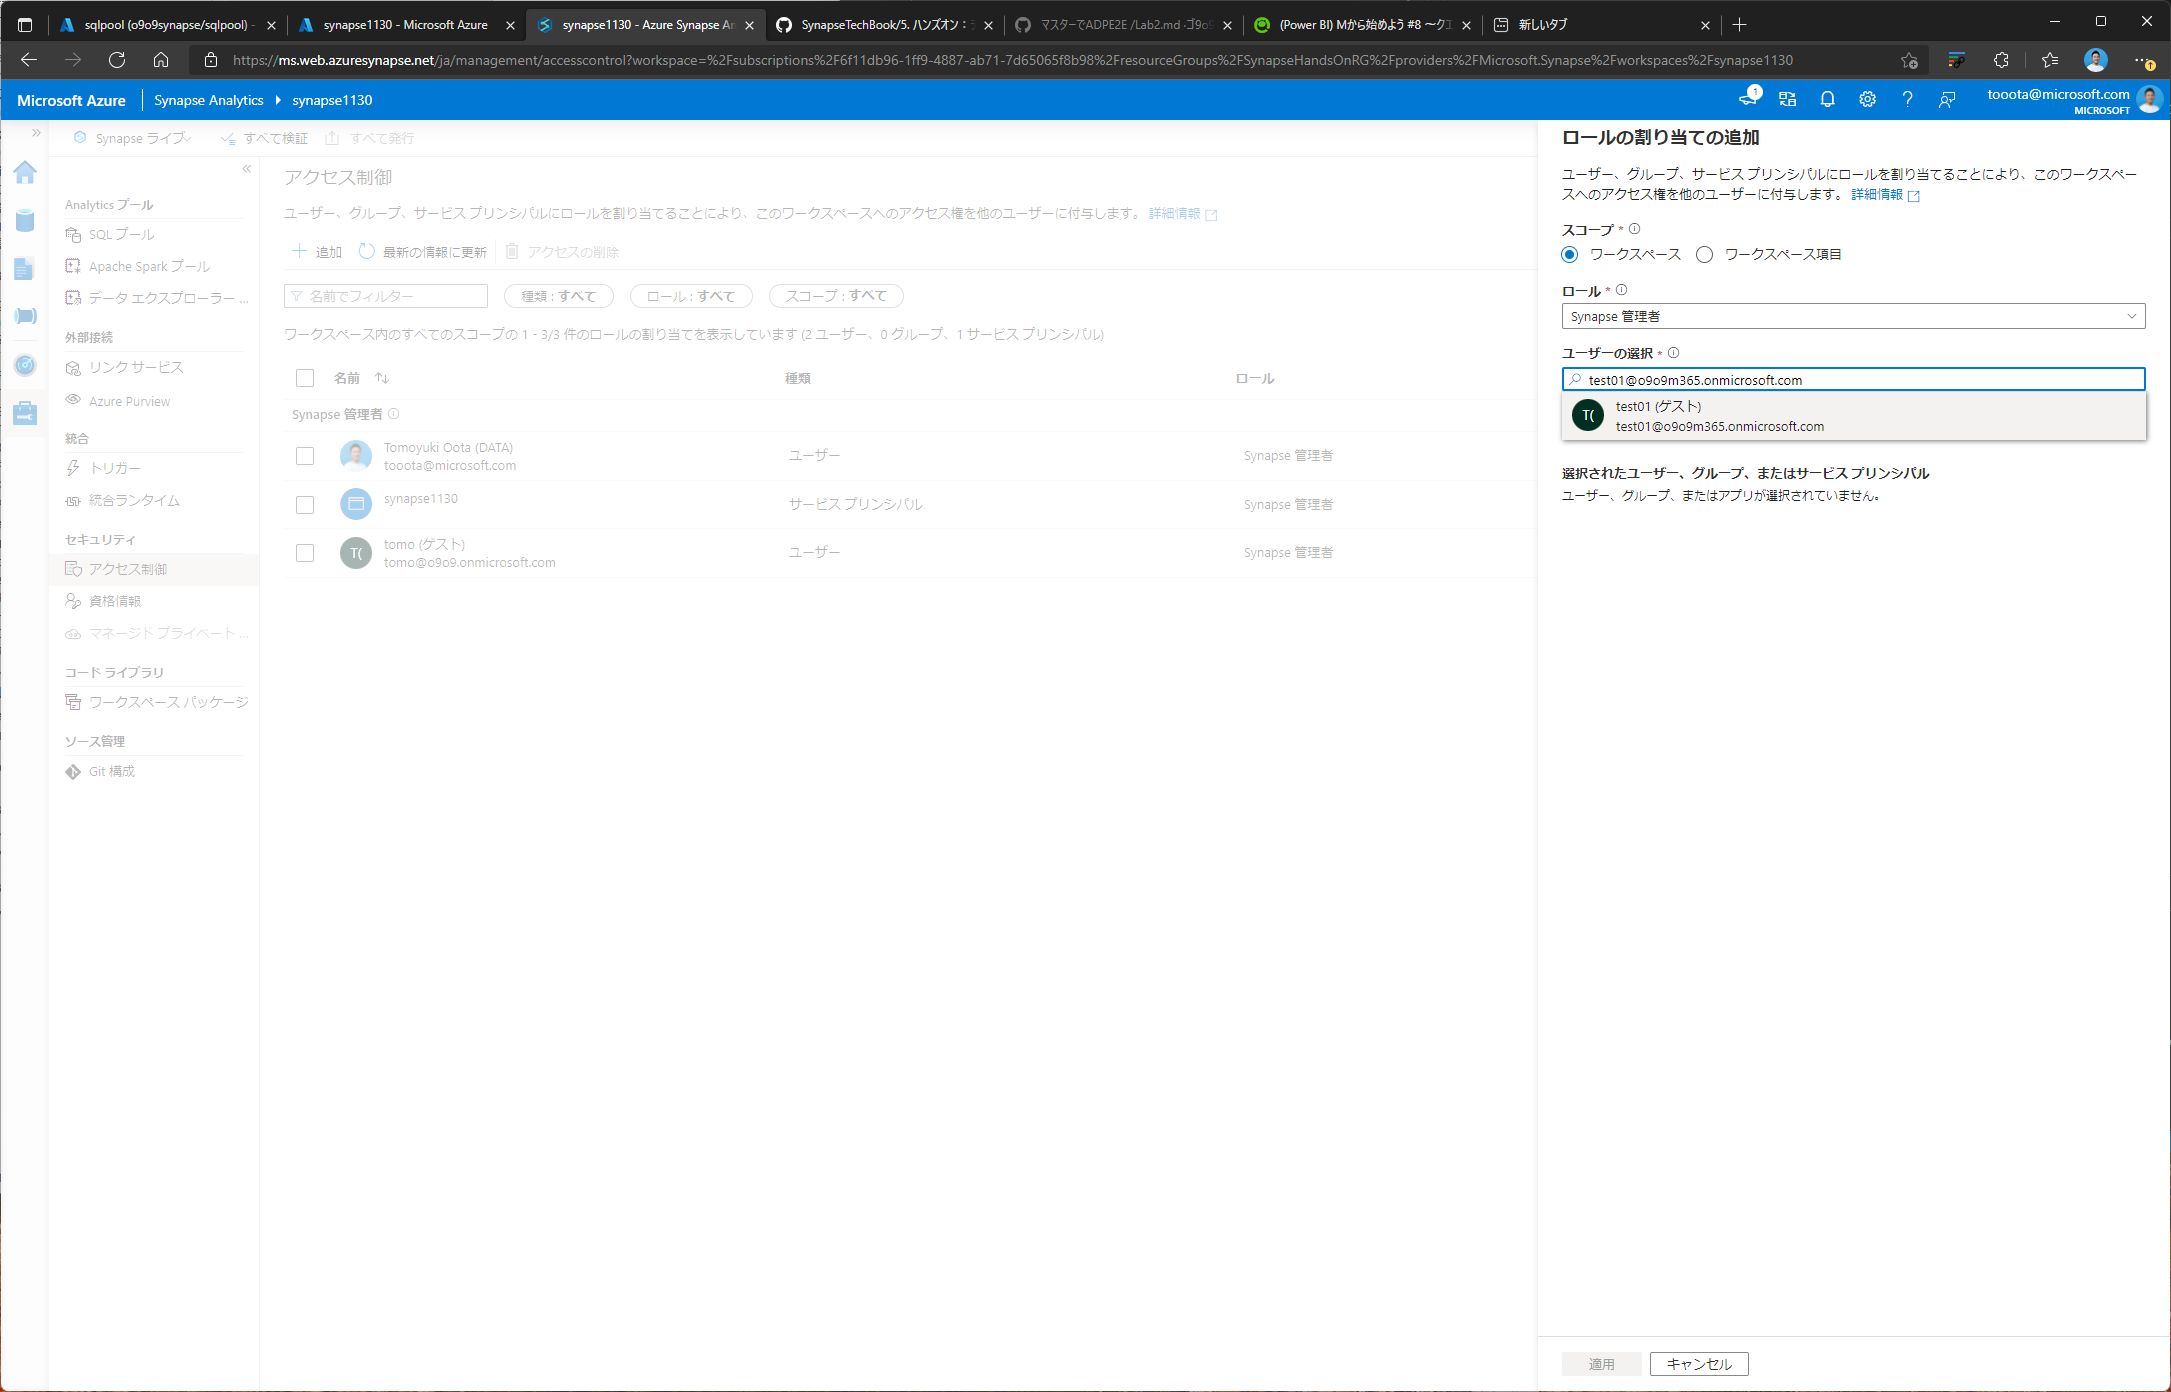 sqlpool (o9o9synapse/sqlpool) -
synapse1130 - Microsoft Azure
synapse1130 - Azure Synapse An
SynapseTechBook/5. ハンズオン：
マスターでADPE2E /Lab2.md ·ゴ9o9
(Power BI) Mから始めよう #8 ～クエ
新しいタブ
https://ms.web.azuresynapse.net/ja/management/accesscontrol?workspace=%2Fsubscriptions%2F6f11db96-1ff9-4887-ab71-7d65065f8b98%2FresourceGroups%2FSynapseHandsOnRG%2Fproviders%2FMicrosoft.Synapse%2Fworkspaces%2Fsynapse1130
Microsoft Azure
Synapse Analytics
synapse1130
1
tooota@microsoft.com
MICROSOFT
Synapse ライブ
すべて検証
すべて発行
Analytics プール
SQL プール
Apache Spark プール
データ エクスプローラー ...
外部接続
リンク サービス
Azure Purview
統合
トリガー
統合ランタイム
セキュリティ
アクセス制御
資格情報
マネージド プライベート ...
コード ライブラリ
ワークスペース パッケージ
ソース管理
Git 構成
アクセス制御
ユーザー、グループ、サービス プリンシパルにロールを割り当てることにより、このワークスペースへのアクセス権を他のユーザーに付与します。 詳細情報
追加
最新の情報に更新
アクセスの削除
名前でフィルター
種類 : すべて
ロール : すべて
スコープ : すべて
ワークスペース内のすべてのスコープの 1 - 3/3 件のロールの割り当てを表示しています (2 ユーザー、0 グループ、1 サービス プリンシパル)
名前
種類
ロール
Synapse 管理者
Tomoyuki Oota (DATA)
tooota@microsoft.com
ユーザー
Synapse 管理者
synapse1130
サービス プリンシパル
Synapse 管理者
T(
tomo (ゲスト)
tomo@o9o9.onmicrosoft.com
ユーザー
Synapse 管理者
ロールの割り当ての追加
ユーザー、グループ、サービス プリンシパルにロールを割り当てることにより、このワークスペー
スへのアクセス権を他のユーザーに付与します。 詳細情報
スコープ *
ワークスペース
ワークスペース項目
ロール *
Synapse 管理者
ユーザーの選択 *
test01@o9o9m365.onmicrosoft.com
T(
test01 (ゲスト)
test01@o9o9m365.onmicrosoft.com
選択されたユーザー、グループ、またはサービス プリンシパル
ユーザー、グループ、またはアプリが選択されていません。
適用
キャンセル